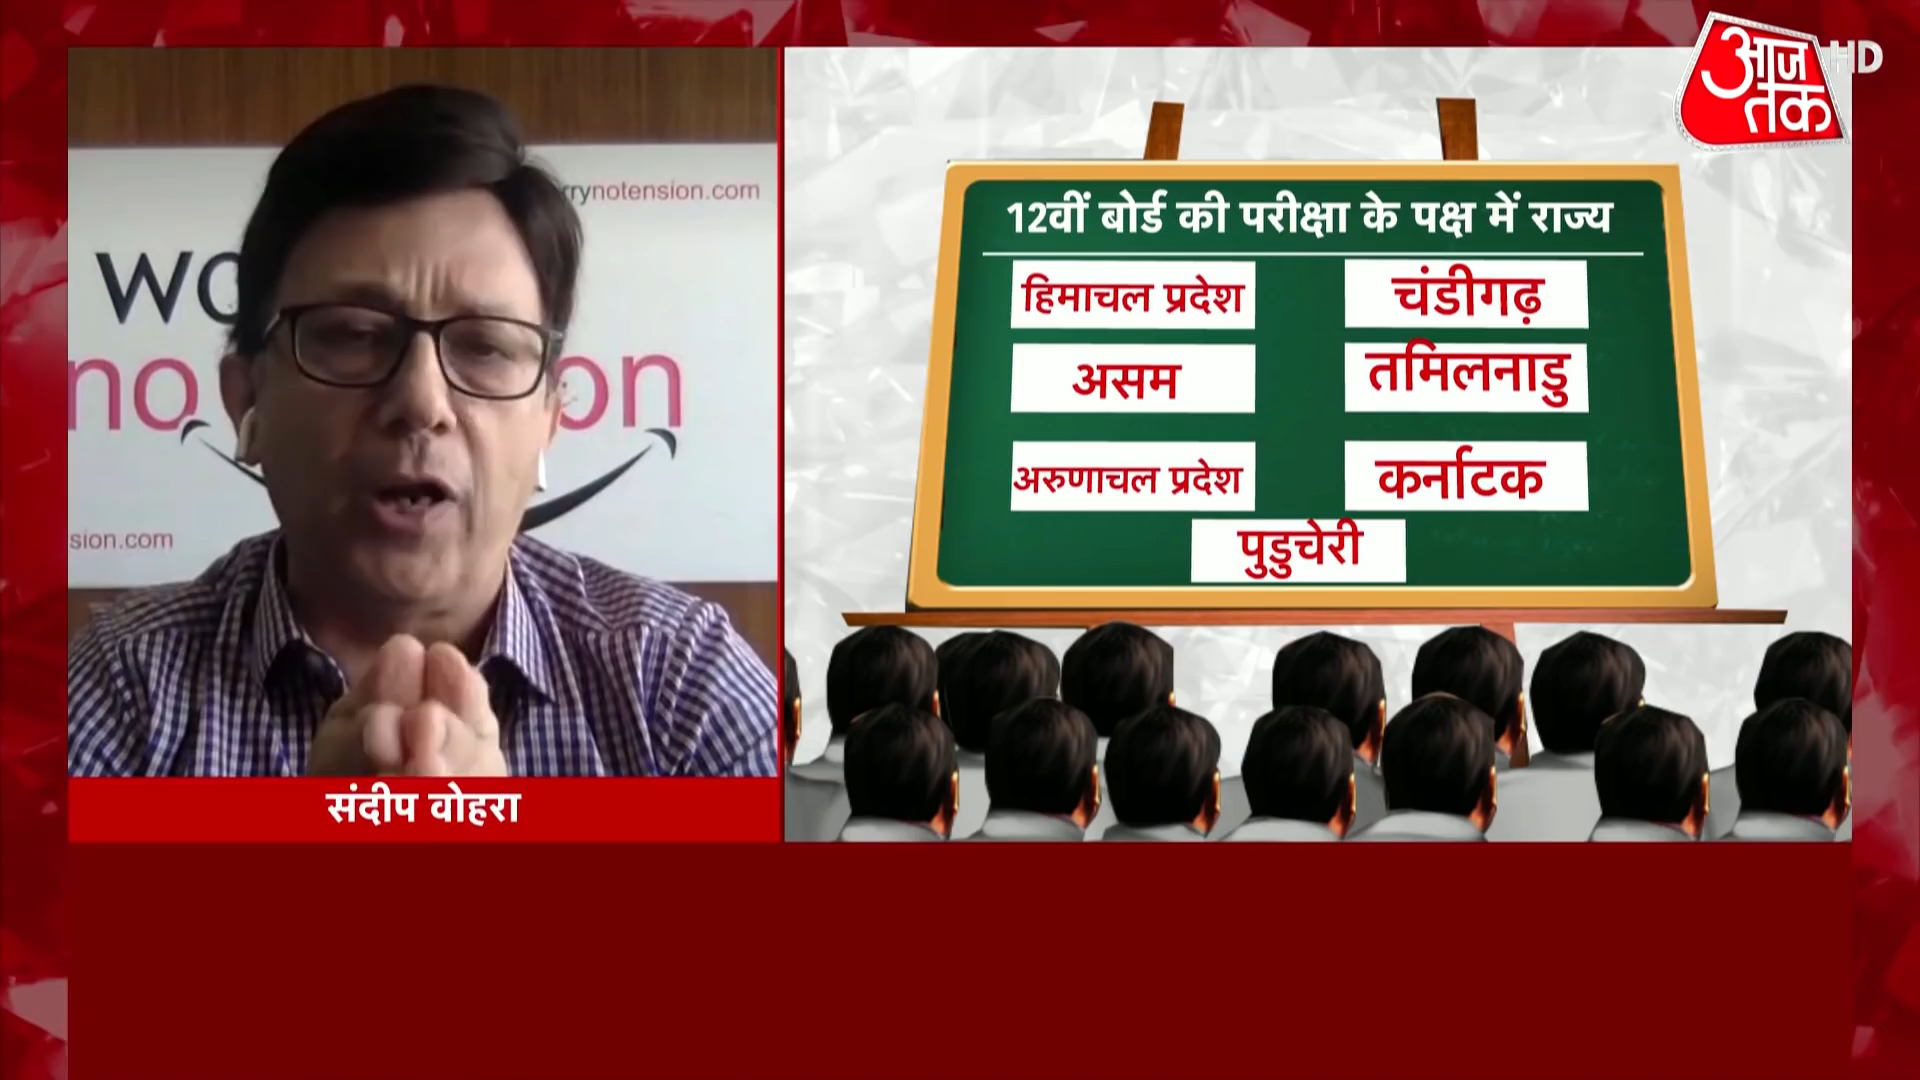 आज
तक
HD
rrynotension.com
wo
no
on
sion.com
संदीप वोहरा
12वीं बोर्ड की परीक्षा के पक्ष में राज्य
हिमाचल प्रदेश
चंडीगढ़
असम
तमिलनाडु
अरुणाचल प्रदेश
कर्नाटक
पुडुचेरी